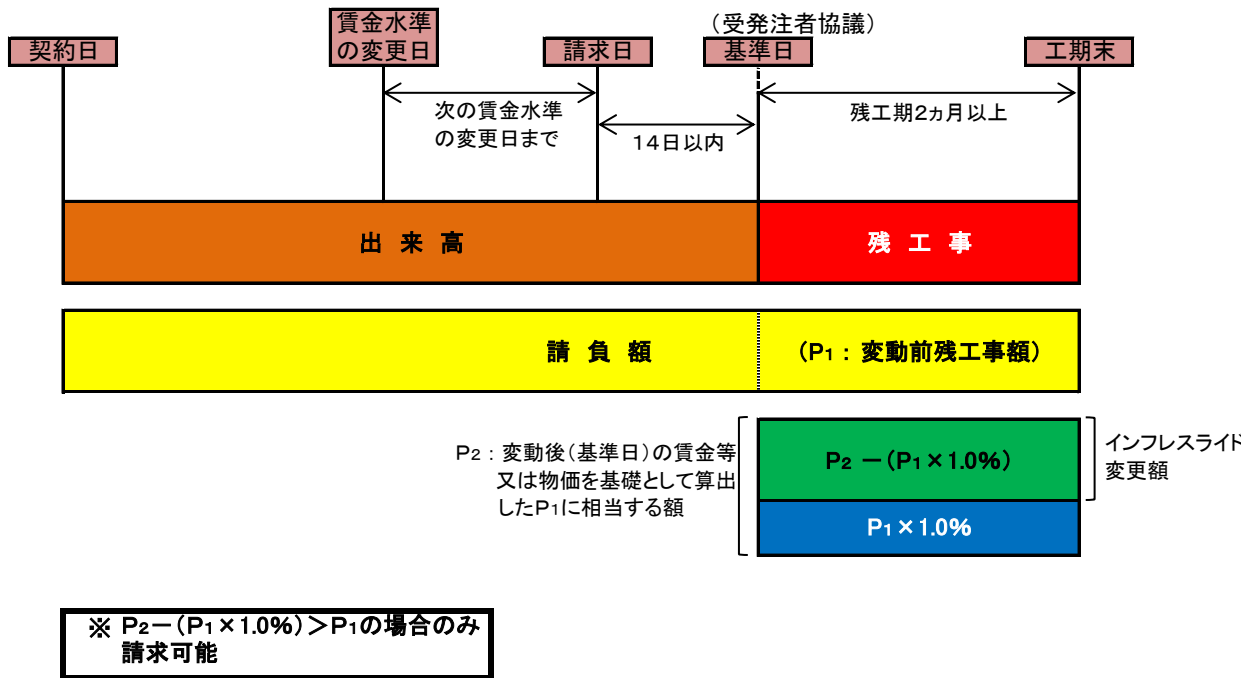 (受発注者協議)
契約日
賃金水準
の変更日
請求日
基準日
工期末
次の賃金水準
の変更日まで
14日以内
残工期2ヵ月以上
出 来 高
残 工 事
請 負 額
(P1 : 変動前残工事額)
P2 : 変動後(基準日)の賃金等
又は物価を基礎として算出
したP1に相当する額
P2 －(P1 × 1.0%)
インフレスライド
変更額
P1 × 1.0%
※ P2－(P1 × 1.0%)＞P1の場合のみ
請求可能